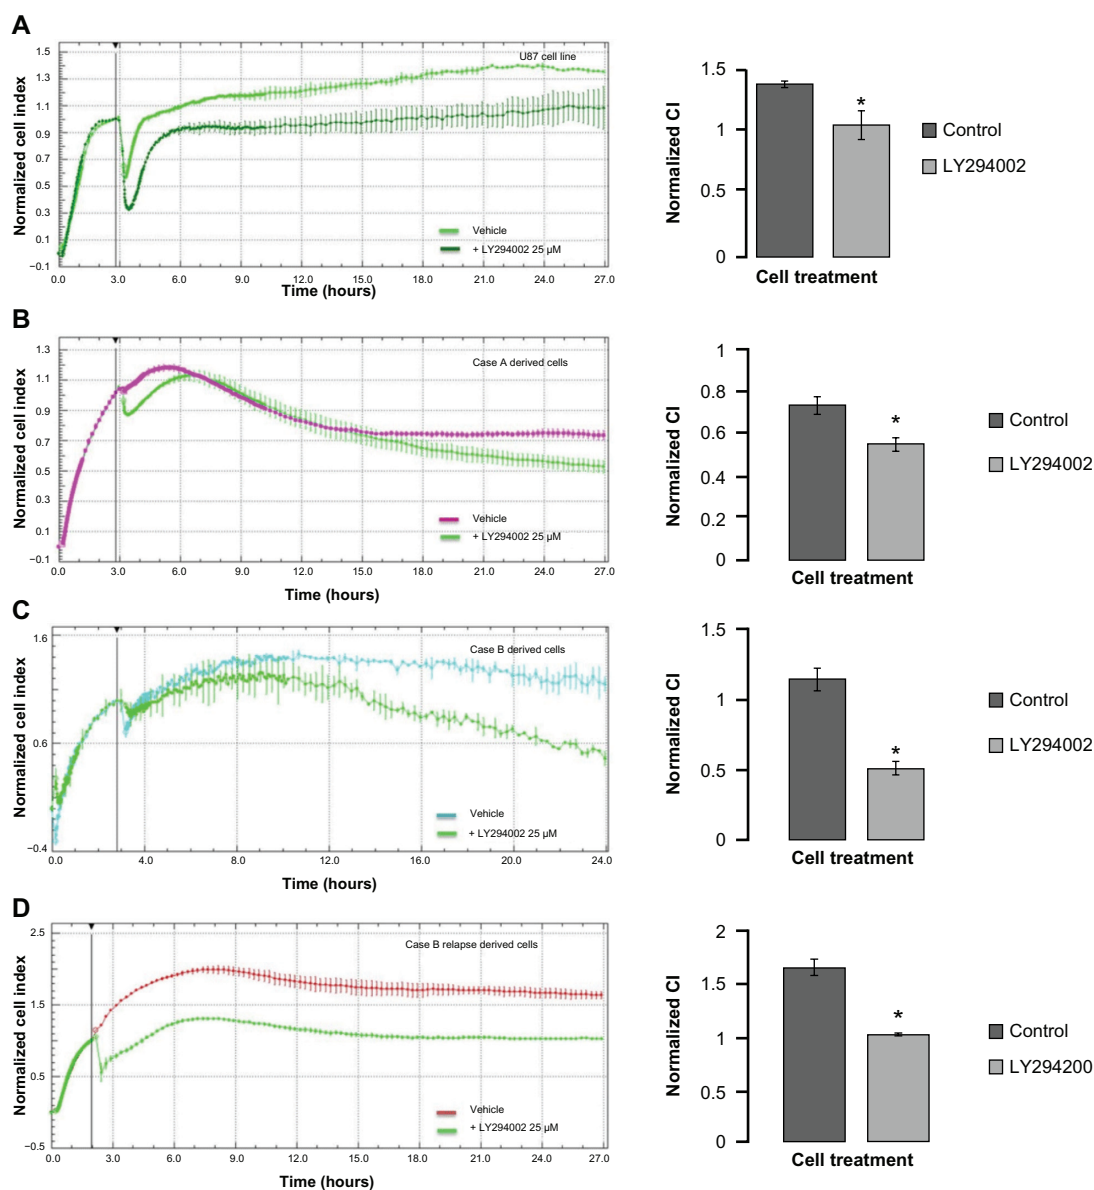 A
Normalized cell index
1.5
1.3
1.1
0.9
0.7
0.5
0.3
0.1
−0.1
U87 cell line
Vehicle
+ LY294002 25 µM
0.0 3.0 6.0 9.0 12.0 15.0 18.0 21.0 24.0 27.0
Time (hours)
Normalized CI
1.5
1
0.5
0
*
Cell treatment
Control
LY294002
B
Normalized cell index
1.3
1.1
0.9
0.7
0.5
0.3
0.1
−0.1
Case A derived cells
Vehicle
+ LY294002 25 µM
0.0 3.0 6.0 9.0 12.0 15.0 18.0 21.0 24.0 27.0
Time (hours)
Normalized CI
1
0.8
0.6
0.4
0.2
0
*
Cell treatment
Control
LY294002
C
Normalized cell index
1.6
0.6
−0.4
Case B derived cells
Vehicle
+ LY294002 25 µM
0.0 4.0 8.0 12.0 16.0 20.0 24.0
Time (hours)
Normalized CI
1.5
1
0.5
0
*
Cell treatment
Control
LY294002
D
Normalized cell index
2.5
1.5
0.5
−0.5
Case B relapse derived cells
Vehicle
+ LY294002 25 µM
0.0 3.0 6.0 9.0 12.0 15.0 18.0 21.0 24.0 27.0
Time (hours)
Normalized CI
2
1.5
1
0.5
0
*
Cell treatment
Control
LY294200